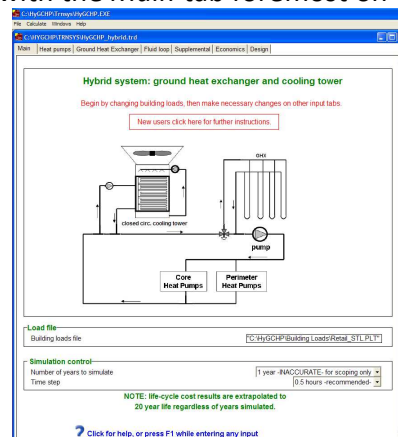 C:\HyGCHP\Trnsys\HyGCHP.EXE
File Calculate Windows Help
C:\HyGCHP\TRNSYS\HyGCHP_hybrid.trd
Main Heat pumps Ground Heat Exchanger Fluid loop Supplemental Economics Design
Hybrid system: ground heat exchanger and cooling tower
Begin by changing building loads, then make necessary changes on other input tabs.
New users click here for further instructions.
GHX
closed circ. cooling tower
pump
Core
Heat Pumps
Perimeter
Heat Pumps
Load file
Building loads file "C:\HyGCHP\Building Loads\Retail_STL.PLT"
Simulation control
Number of years to simulate 1 year -INACCURATE- for scoping only
Time step 0.5 hours -recommended-
NOTE: life-cycle cost results are extrapolated to
20 year life regardless of years simulated.
? Click for help, or press F1 while entering any input